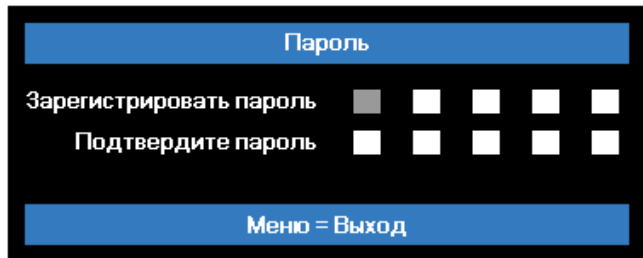 Пароль
Зарегистрировать пароль
Подтвердите пароль
Меню = Выход